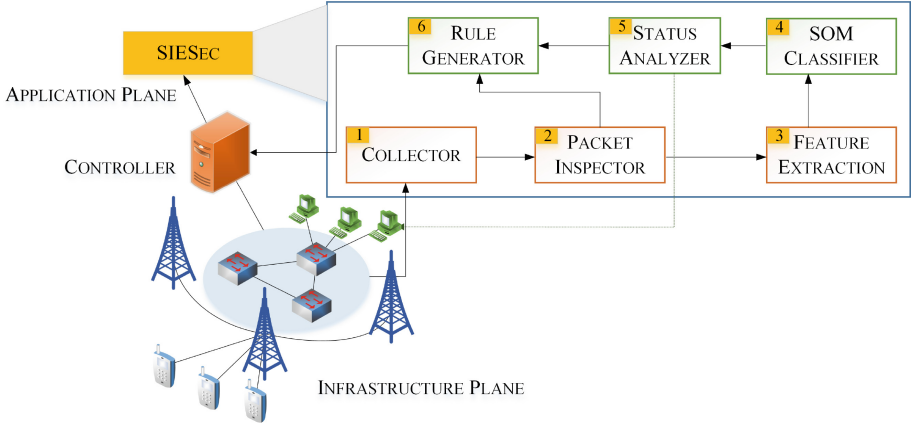 SIESEC
APPLICATION PLANE
CONTROLLER
INFRASTRUCTURE PLANE
6
RULE
GENERATOR
5
STATUS
ANALYZER
4
SOM
CLASSIFIER
1
COLLECTOR
2
PACKET
INSPECTOR
3
FEATURE
EXTRACTION